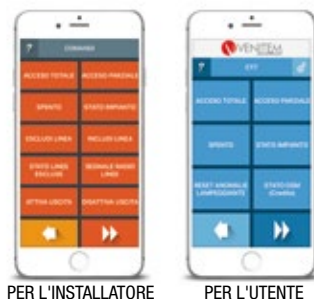 ? COMANDI
ACCESO TOTALE ACCESO PARZIALE
SPENTO STATO IMPIANTO
ESCLUDI LINEA INCLUDI LINEA
STATO LINEE ESCLUSE SEGNALE RADIO LINEE
ATTIVA USCITA DISATTIVA USCITA
PER L'INSTALLATORE
VENITEM
?
ACCESO TOTALE ACCESO PARZIALE
SPENTO STATO IMPIANTO
RESET ANOMALIE LAMPEGGIANTE STATO GSM (Credito)
PER L'UTENTE